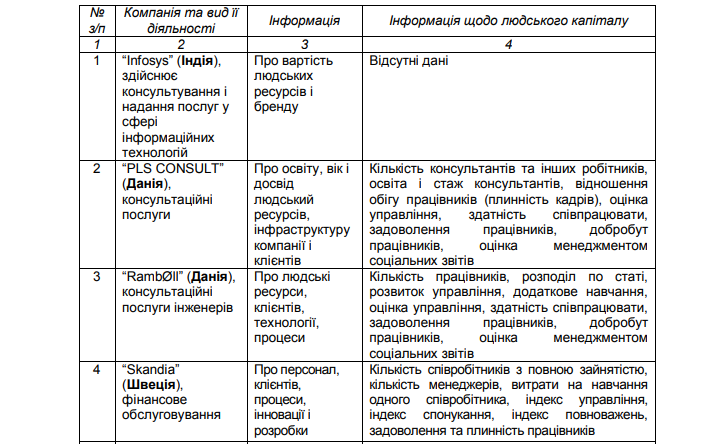 № з/п | Компанія та вид її діяльності | Інформація | Інформація щодо людського капіталу
1 | 2 | 3 | 4
1 | “Infosys” (Індія), здійснює консультування і надання послуг у сфері інформаційних технологій | Про вартість людських ресурсів і бренду | Відсутні дані
2 | “PLS CONSULT” (Данія), консультаційні послуги | Про освіту, вік і досвід людський ресурсів, інфраструктуру компанії і клієнтів | Кількість консультантів та інших робітників, освіта і стаж консультантів, відношення обігу працівників (плинність кадрів), оцінка управління, здатність співпрацювати, задоволення працівників, добробут працівників, оцінка менеджментом соціальних звітів
3 | “RambØll” (Данія), консультаційні послуги інженерів | Про людські ресурси, клієнтів, технології, процеси | Кількість працівників, розподіл по статі, розвиток управління, додаткове навчання, оцінка управління, здатність співпрацювати, задоволення працівників, добробут працівників, оцінка менеджментом соціальних звітів
4 | “Skandia” (Швеція), фінансове обслуговування | Про персонал, клієнтів, процеси, інновації і розробки | Кількість співробітників з повною зайнятістю, кількість менеджерів, витрати на навчання одного співробітника, індекс управління, індекс спонукання, індекс повноважень, задоволення та плинність працівників